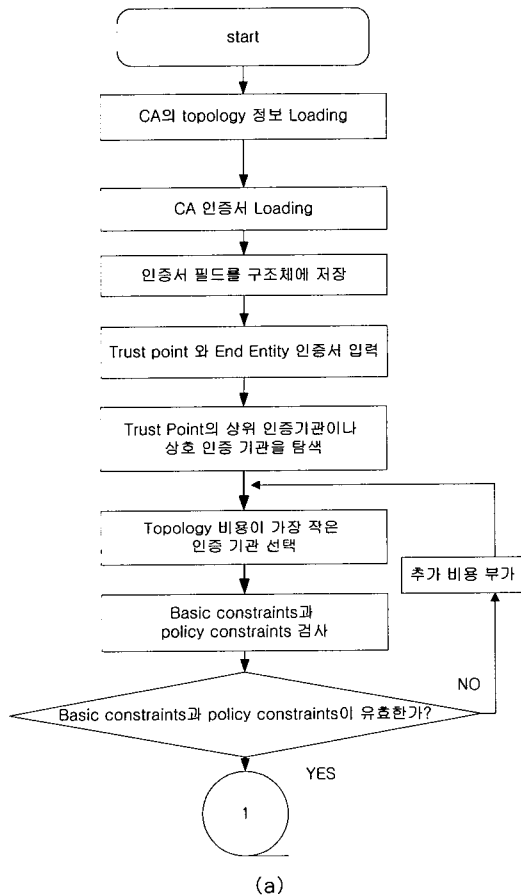 start
CA의 topology 정보 Loading
CA 인증서 Loading
인증서 필드를 구조체에 저장
Trust point 와 End Entity 인증서 입력
Trust Point의 상위 인증기관이나
상호 인증 기관을 탐색
Topology 비용이 가장 작은
인증 기관 선택
추가 비용 부가
Basic constraints과
policy constraints 검사
NO
Basic constraints과 policy constraints이 유효한가?
YES
1
(a)